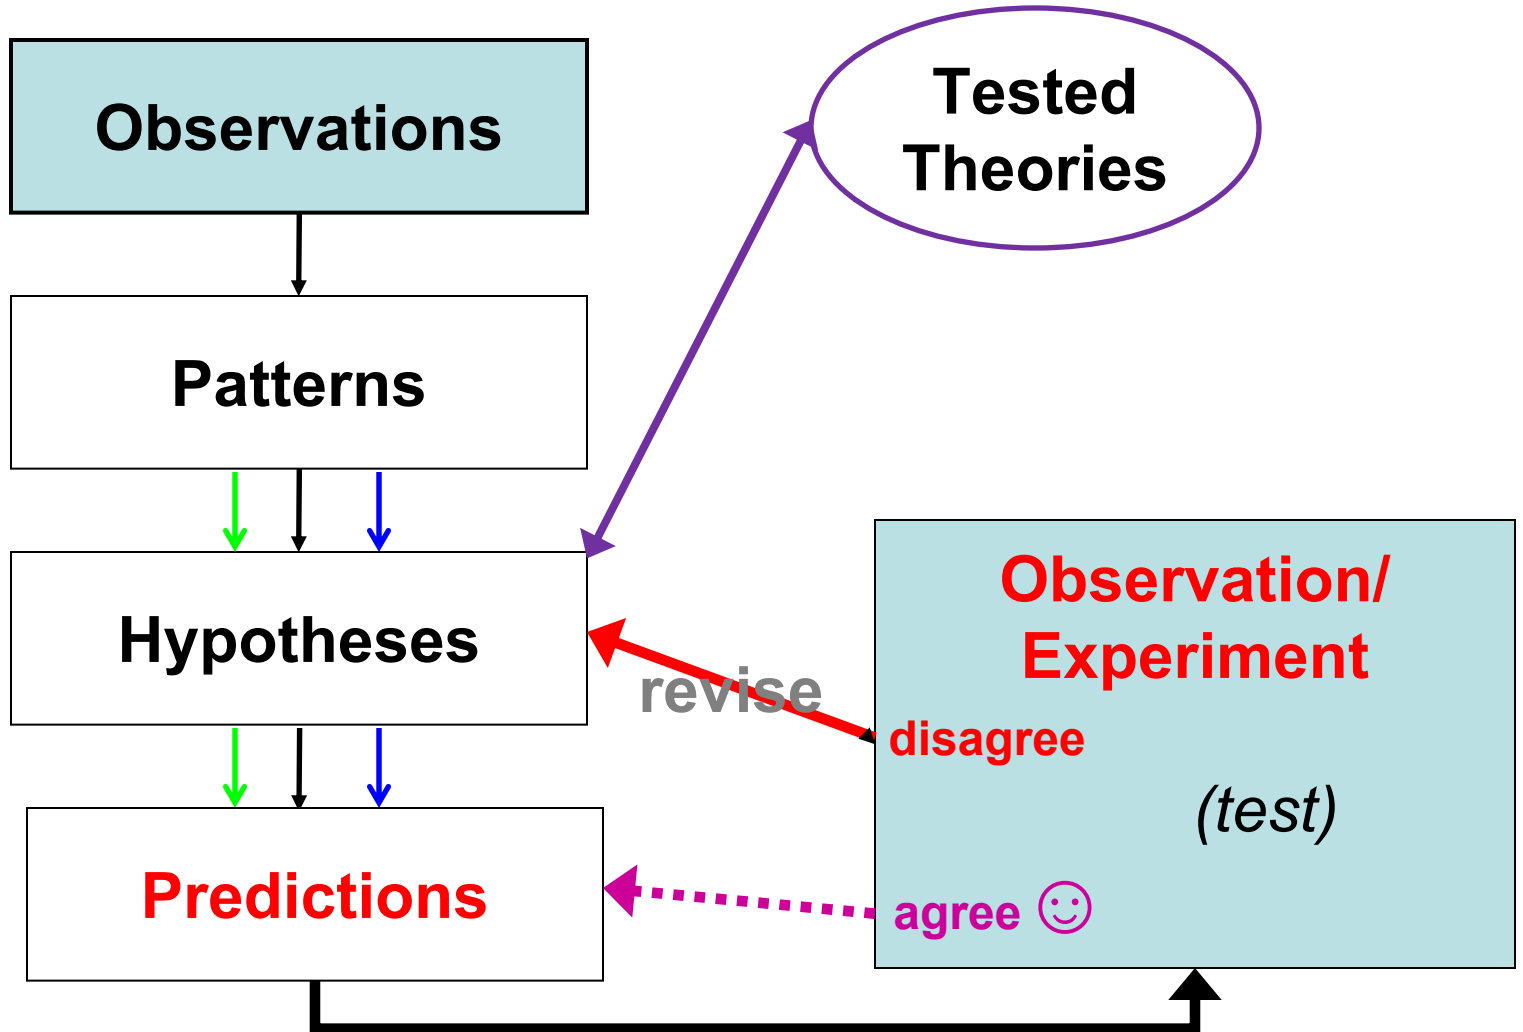 Observations
Tested
Theories
Patterns
Hypotheses
revise
Observation/
Experiment
disagree
(test)
Predictions
agree